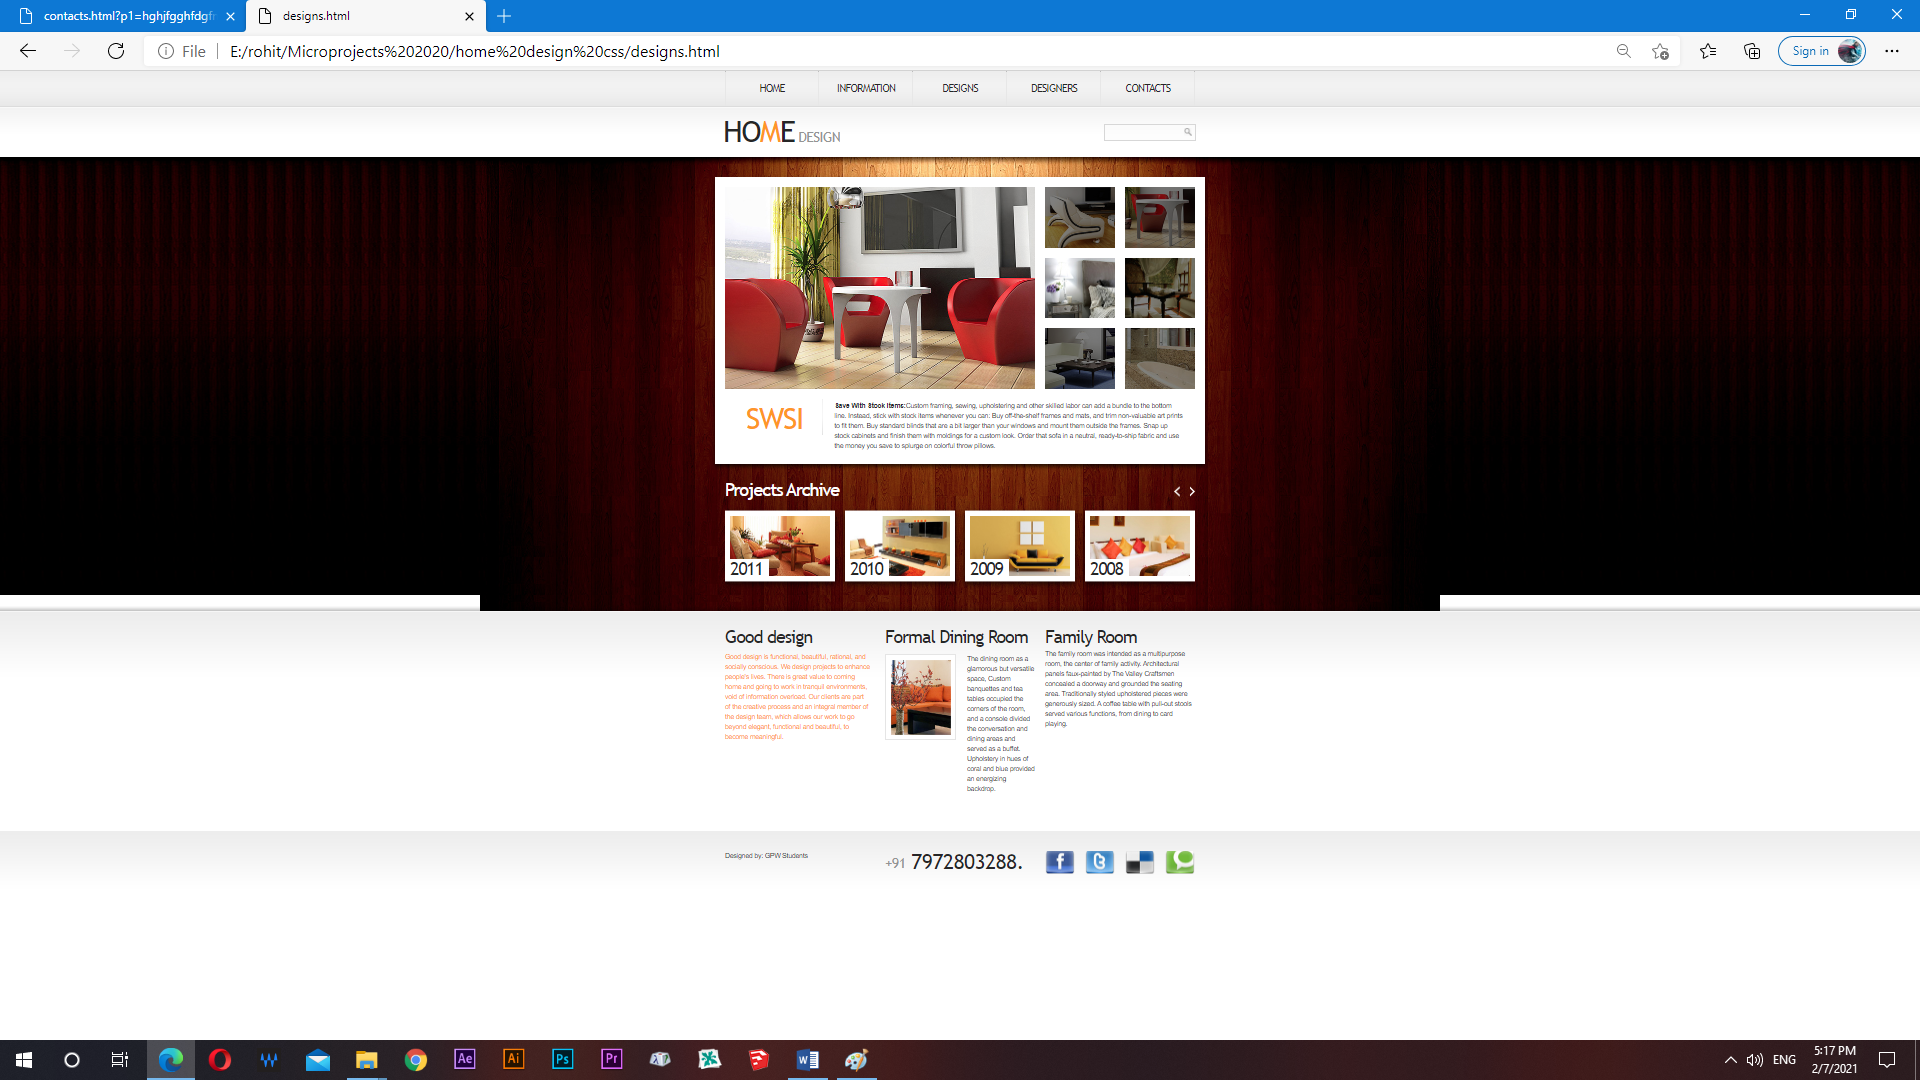 contacts.html?p1=hghjfgghfdgf
designs.html
File
E:/rohit/Microprojects%202020/home%20design%20css/designs.html
Sign in
HOME
INFORMATION
DESIGNS
DESIGNERS
CONTACTS
HOME DESIGN
SWSI
Save With Stock Items:Custom framing, sewing, upholstering and other skilled labor can add a bundle to the bottom
line. Instead, stick with stock items whenever you can: Buy off-the-shelf frames and mats, and trim non-valuable art prints
to fit them. Buy standard blinds that are a bit larger than your windows and mount them outside the frames. Snap up
stock cabinets and finish them with moldings for a custom look. Order that sofa in a neutral, ready-to-ship fabric and use
the money you save to splurge on colorful throw pillows.
Projects Archive
2011
2010
2009
2008
Good design
Good design is functional, beautiful, rational, and
socially conscious. We design projects to enhance
people's lives. There is great value to coming
home and going to work in tranquil environments,
void of information overload. Our clients are part
of the creative process and an integral member of
the design team, which allows our work to go
beyond elegant, functional and beautiful, to
become meaningful.
Formal Dining Room
The dining room as a
glamorous but versatile
space, Custom
banquettes and tea
tables occupied the
corners of the room,
and a console divided
the conversation and
dining areas and
served as a buffet.
Upholstery in hues of
coral and blue provided
an energizing
backdrop.
Family Room
The family room was intended as a multipurpose
room, the center of family activity. Architectural
panels faux-painted by The Valley Craftsmen
concealed a doorway and grounded the seating
area. Traditionally styled upholstered pieces were
generously sized. A coffee table with pull-out stools
served various functions, from dining to card
playing.
Designed by: GPW Students
+91 7972803288.
f
t
Ae
Ai
Ps
Pr
W
ENG
5:17 PM
2/7/2021